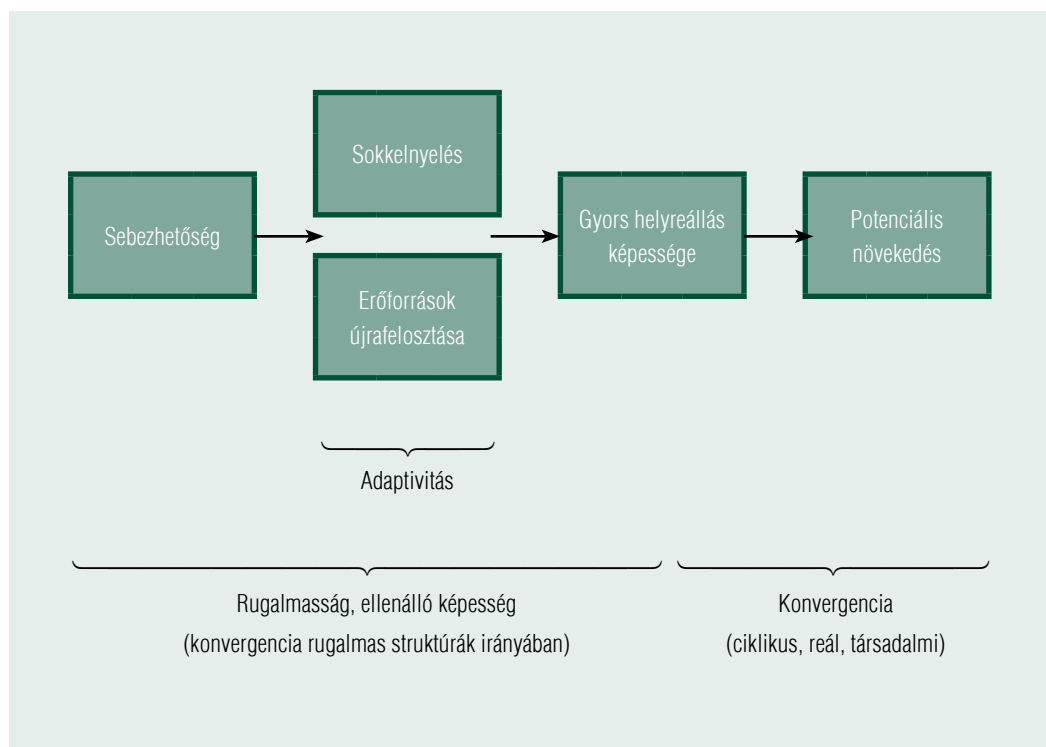 Sebezhetőség
Sokkelnyelés
Erőforrások
újrafelosztása
Gyors helyreállás
képessége
Potenciális
növekedés
Adaptivitás
Rugalmasság, ellenálló képesség
(konvergencia rugalmas struktúrák irányában)
Konvergencia
(ciklikus, reál, társadalmi)